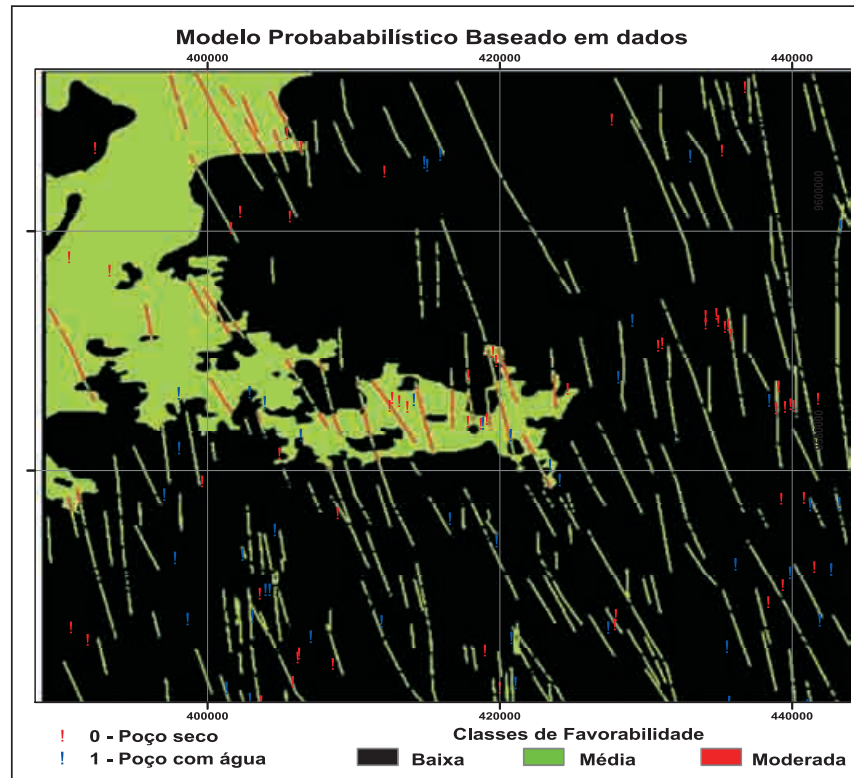 Modelo Probababilístico Baseado em dados
400000 420000 440000
9600000
400000 420000 440000
! 0 - Poço seco
! 1 - Poço com água
Classes de Favorabilidade
Baixa Média Moderada